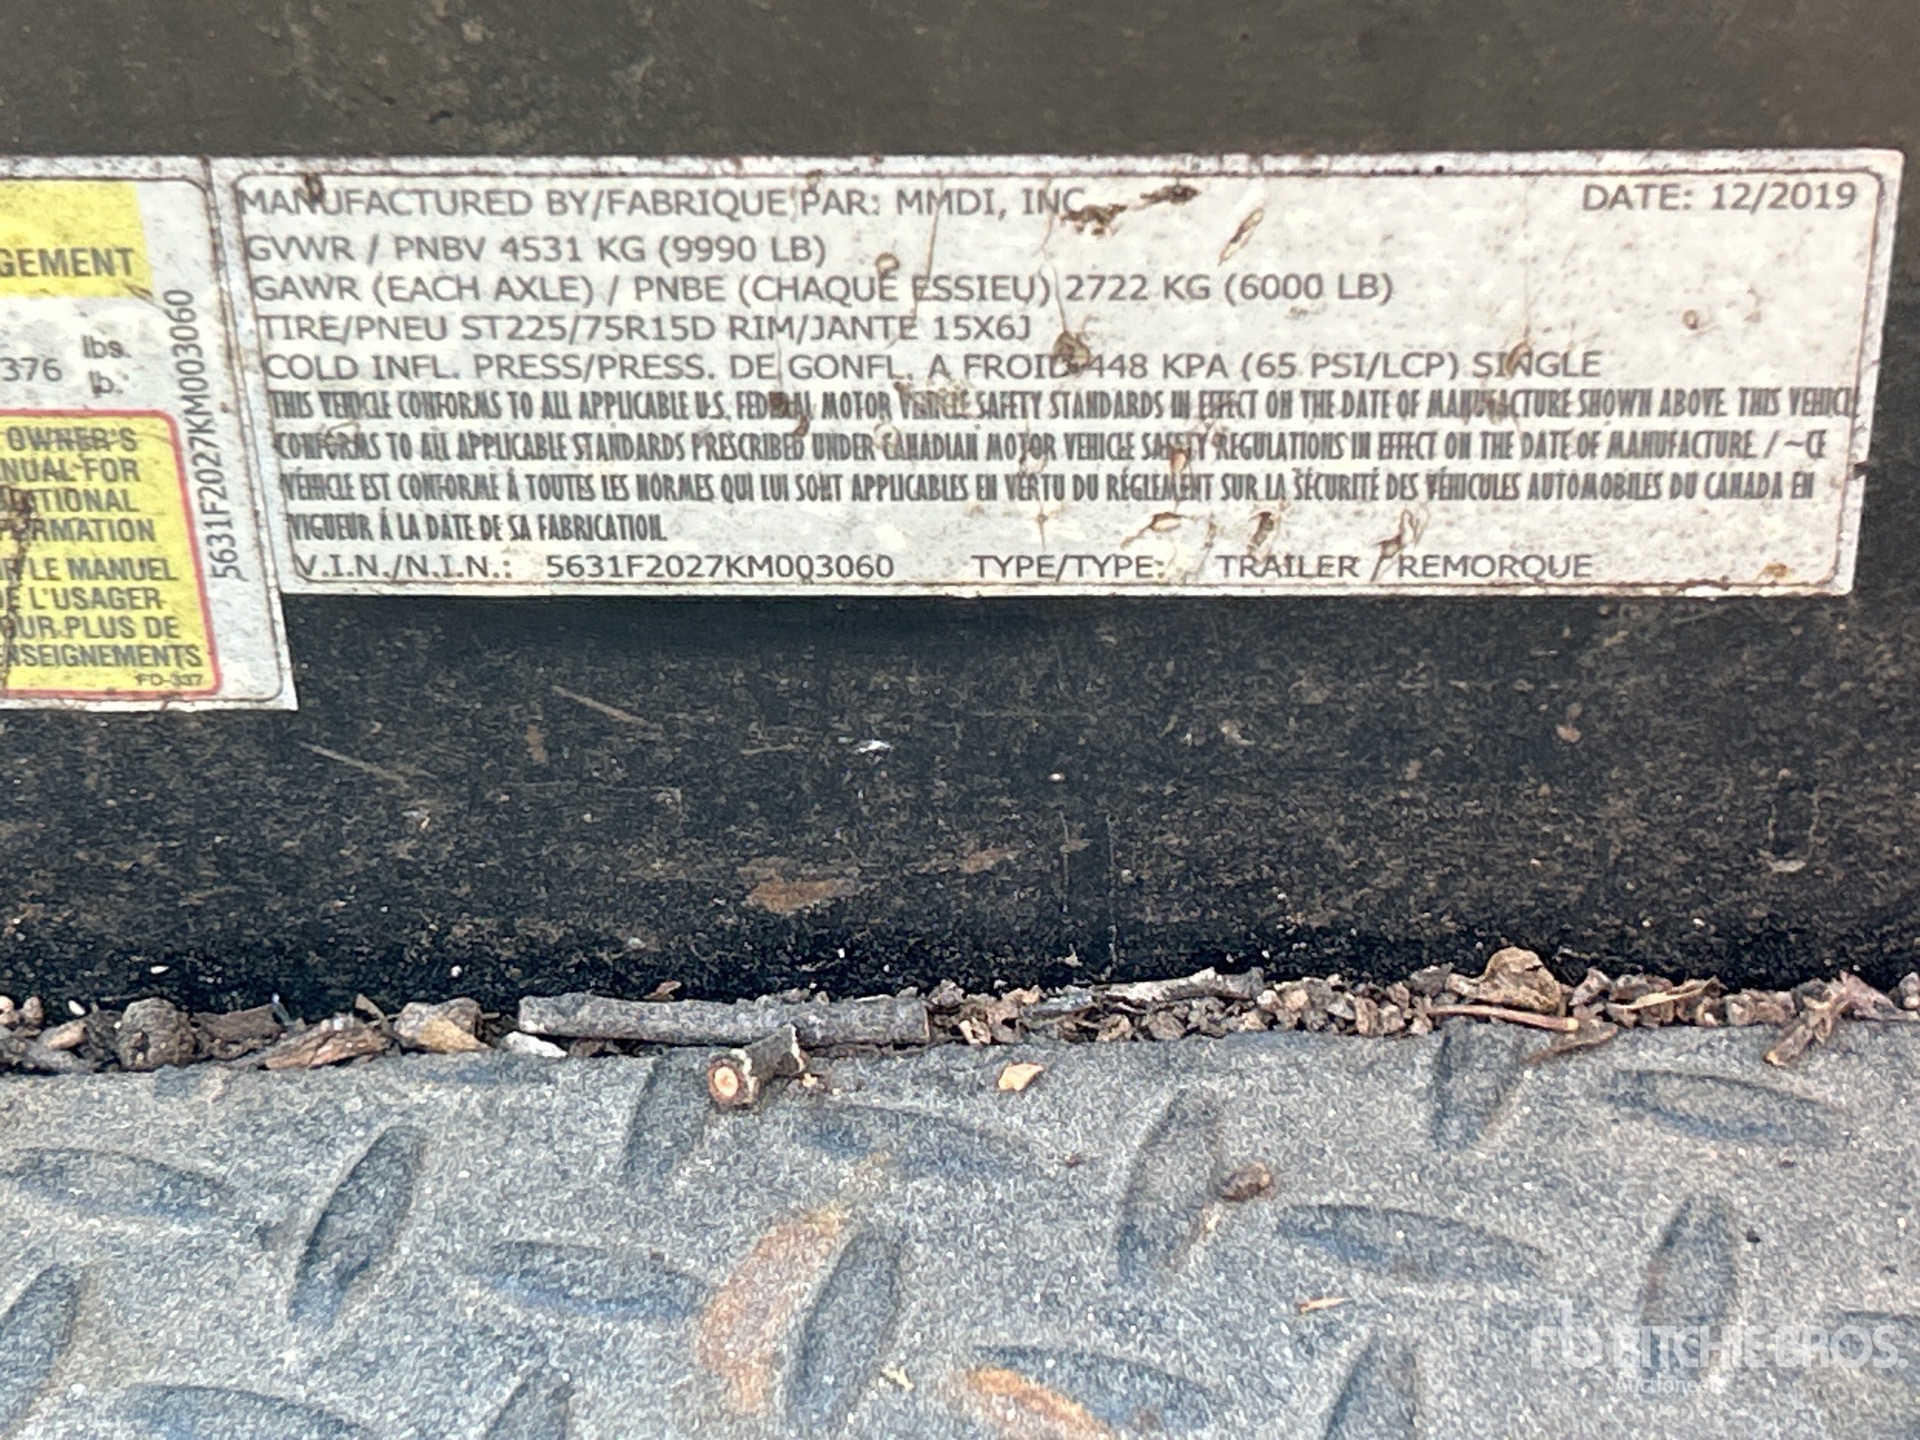 GEMENT
376 lbs.
lb.
OWNER'S
NUAL FOR
ITIONAL
FORMATION
LE MANUEL
DE L'USAGER
OUR PLUS DE
ENSEIGNEMENTS
FO-337
5631F2027KM003060
MANUFACTURED BY/FABRIQUE PAR: MMDI, INC DATE: 12/2019
GVWR / PNBV 4531 KG (9990 LB)
GAWR (EACH AXLE) / PNBE (CHAQUE ESSIEU) 2722 KG (6000 LB)
TIRE/PNEU ST225/75R15D RIM/JANTE 15X6J
COLD INFL. PRESS/PRESS. DE GONFL. A FROID 448 KPA (65 PSI/LCP) SINGLE
THIS VEHICLE CONFORMS TO ALL APPLICABLE U.S. FEDERAL MOTOR VEHICLE SAFETY STANDARDS IN EFFECT ON THE DATE OF MANUFACTURE SHOWN ABOVE. THIS VEHICLE
CONFORMS TO ALL APPLICABLE STANDARDS PRESCRIBED UNDER CANADIAN MOTOR VEHICLE SAFETY REGULATIONS IN EFFECT ON THE DATE OF MANUFACTURE. / ~CE
VÉHICLE EST CONFORME À TOUTES LES NORMES QUI LUI SONT APPLICABLES EN VERTU DU RÉGLEMENT SUR LA SÉCURITÉ DES VÉHICULES AUTOMOBILES DU CANADA EN
VIGUEUR À LA DATE DE SA FABRICATION.
V.I.N./N.I.N.: 5631F2027KM003060 TYPE/TYPE: TRAILER / REMORQUE
rb RITCHIE BROS.
Auctioneers